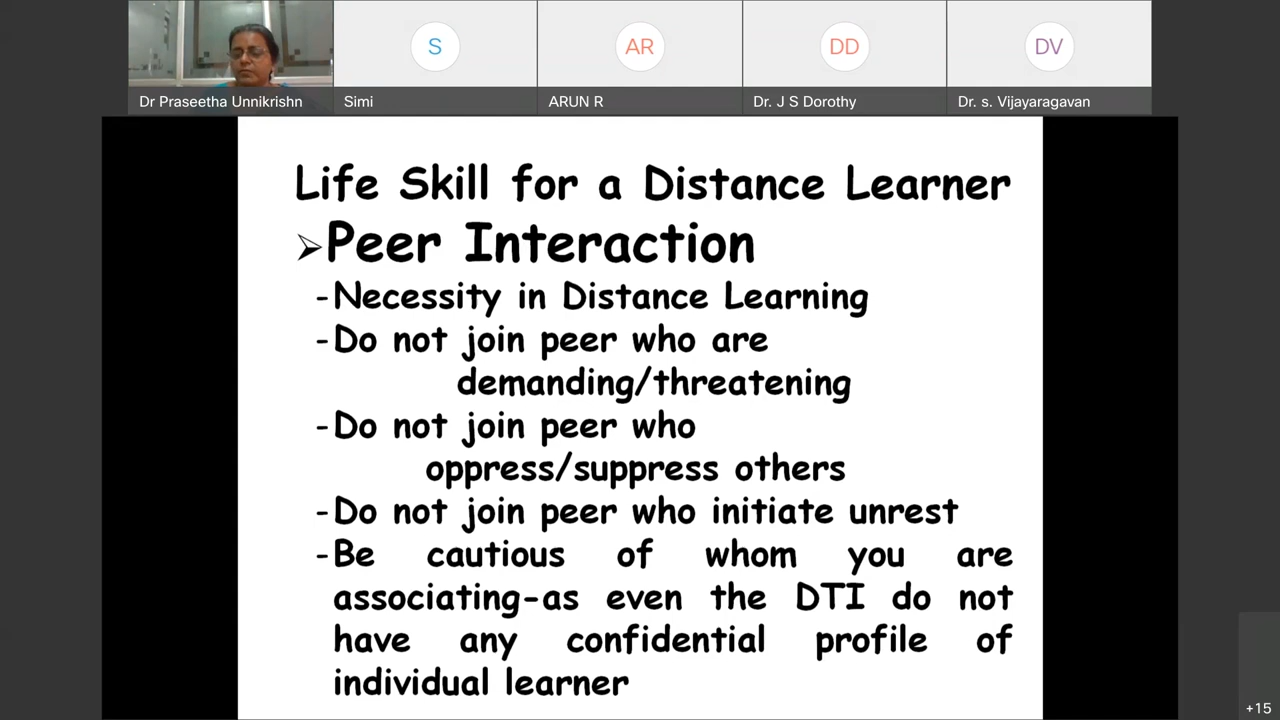 S
AR
DD
DV
Dr Praseetha Unnikrishn
Simi
ARUN R
Dr. J S Dorothy
Dr. s. Vijayaragavan
Life Skill for a Distance Learner
➢Peer Interaction
-Necessity in Distance Learning
-Do not join peer who are
demanding/threatening
-Do not join peer who
oppress/suppress others
-Do not join peer who initiate unrest
-Be cautious of whom you are
associating-as even the DTI do not
have any confidential profile of
individual learner
+15